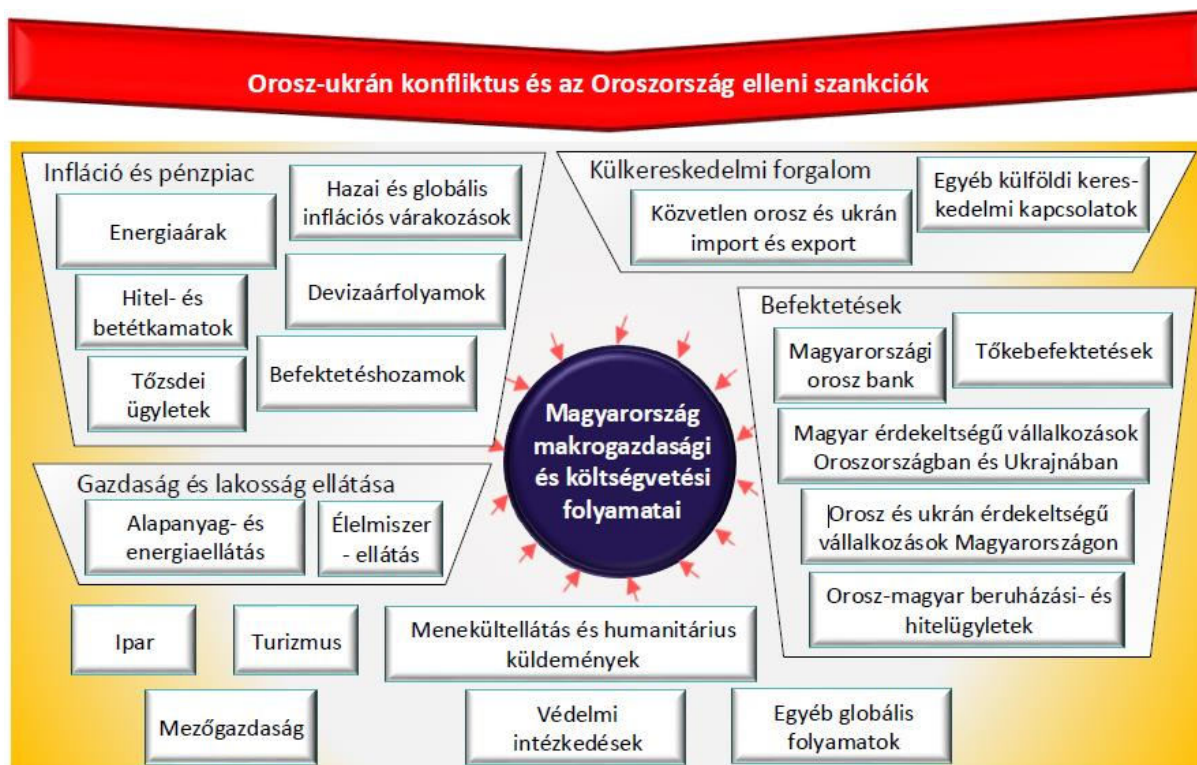 Orosz-ukrán konfliktus és az Oroszország elleni szankciók
Infláció és pénzpiac
Energiaárak
Hazai és globális
inflációs várakozások
Hitel- és
betétkamatok
Devizaárfolyamok
Tőzsdei
ügyletek
Befektetéshozamok
Külkereskedelmi forgalom
Közvetlen orosz és ukrán
import és export
Egyéb külföldi keres-
kedelmi kapcsolatok
Magyarország
makrogazdasági
és költségvetési
folyamatai
Befektetések
Magyarországi
orosz bank
Tőkebefektetések
Magyar érdekeltségű vállalkozások
Oroszországban és Ukrajnában
Orosz és ukrán érdekeltségű
vállalkozások Magyarországon
Orosz-magyar beruházási- és
hitelügyletek
Gazdaság és lakosság ellátása
Alapanyag- és
energiaellátás
Élelmiszer
- ellátás
Ipar
Turizmus
Menekültellátás és humanitárius
küldemények
Mezőgazdaság
Védelmi
intézkedések
Egyéb globális
folyamatok